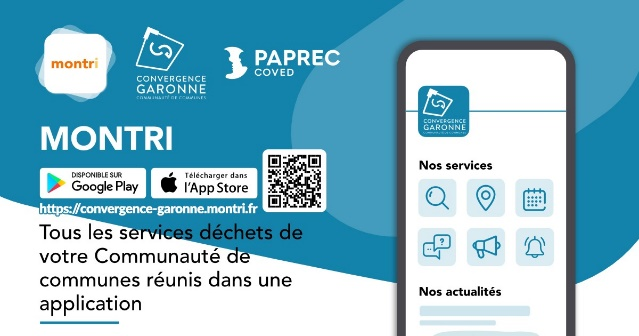 montri
CONVERGENCE
GARONNE
COMMUNAUTÉ DE COMMUNES
PAPREC
COVED
MONTRI
DISPONIBLE SUR
Google Play
Télécharger dans
l'App Store
https://convergence-garonne.montri.fr
Tous les services déchets de
votre Communauté de
communes réunis dans une
application
CONVERGENCE
GARONNE
Nos services
?
Nos actualités